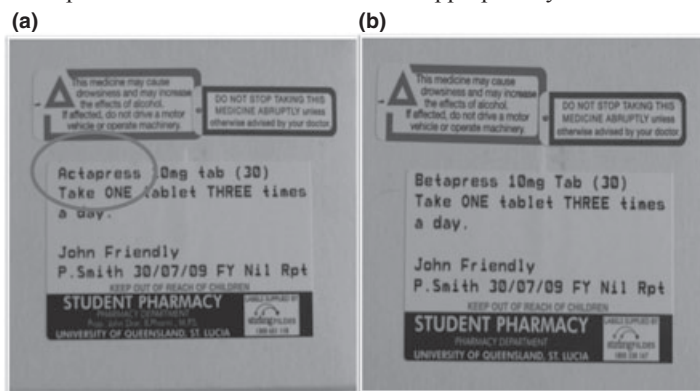 (a)
This medicine may cause
drowsiness and may increase
the effects of alcohol.
If affected, do not drive a motor
vehicle or operate machinery.
DO NOT STOP TAKING THIS
MEDICINE ABRUPTLY unless
otherwise advised by your doctor.
Actapress 10mg tab (30)
Take ONE tablet THREE times
a day.
John Friendly
P.Smith 30/07/09 FY Nil Rpt
KEEP OUT OF REACH OF CHILDREN
STUDENT PHARMACY
PHARMACY DEPARTMENT
UNIVERSITY OF QUEENSLAND, ST. LUCIA
LABELS SUPPLIED BY
(b)
This medicine may cause
drowsiness and may increase
the effects of alcohol.
If affected, do not drive a motor
vehicle or operate machinery.
DO NOT STOP TAKING THIS
MEDICINE ABRUPTLY unless
otherwise advised by your doctor.
Betapress 10mg Tab (30)
Take ONE tablet THREE times
a day.
John Friendly
P.Smith 30/07/09 FY Nil Rpt
KEEP OUT OF REACH OF CHILDREN
STUDENT PHARMACY
PHARMACY DEPARTMENT
UNIVERSITY OF QUEENSLAND, ST. LUCIA
LABELS SUPPLIED BY